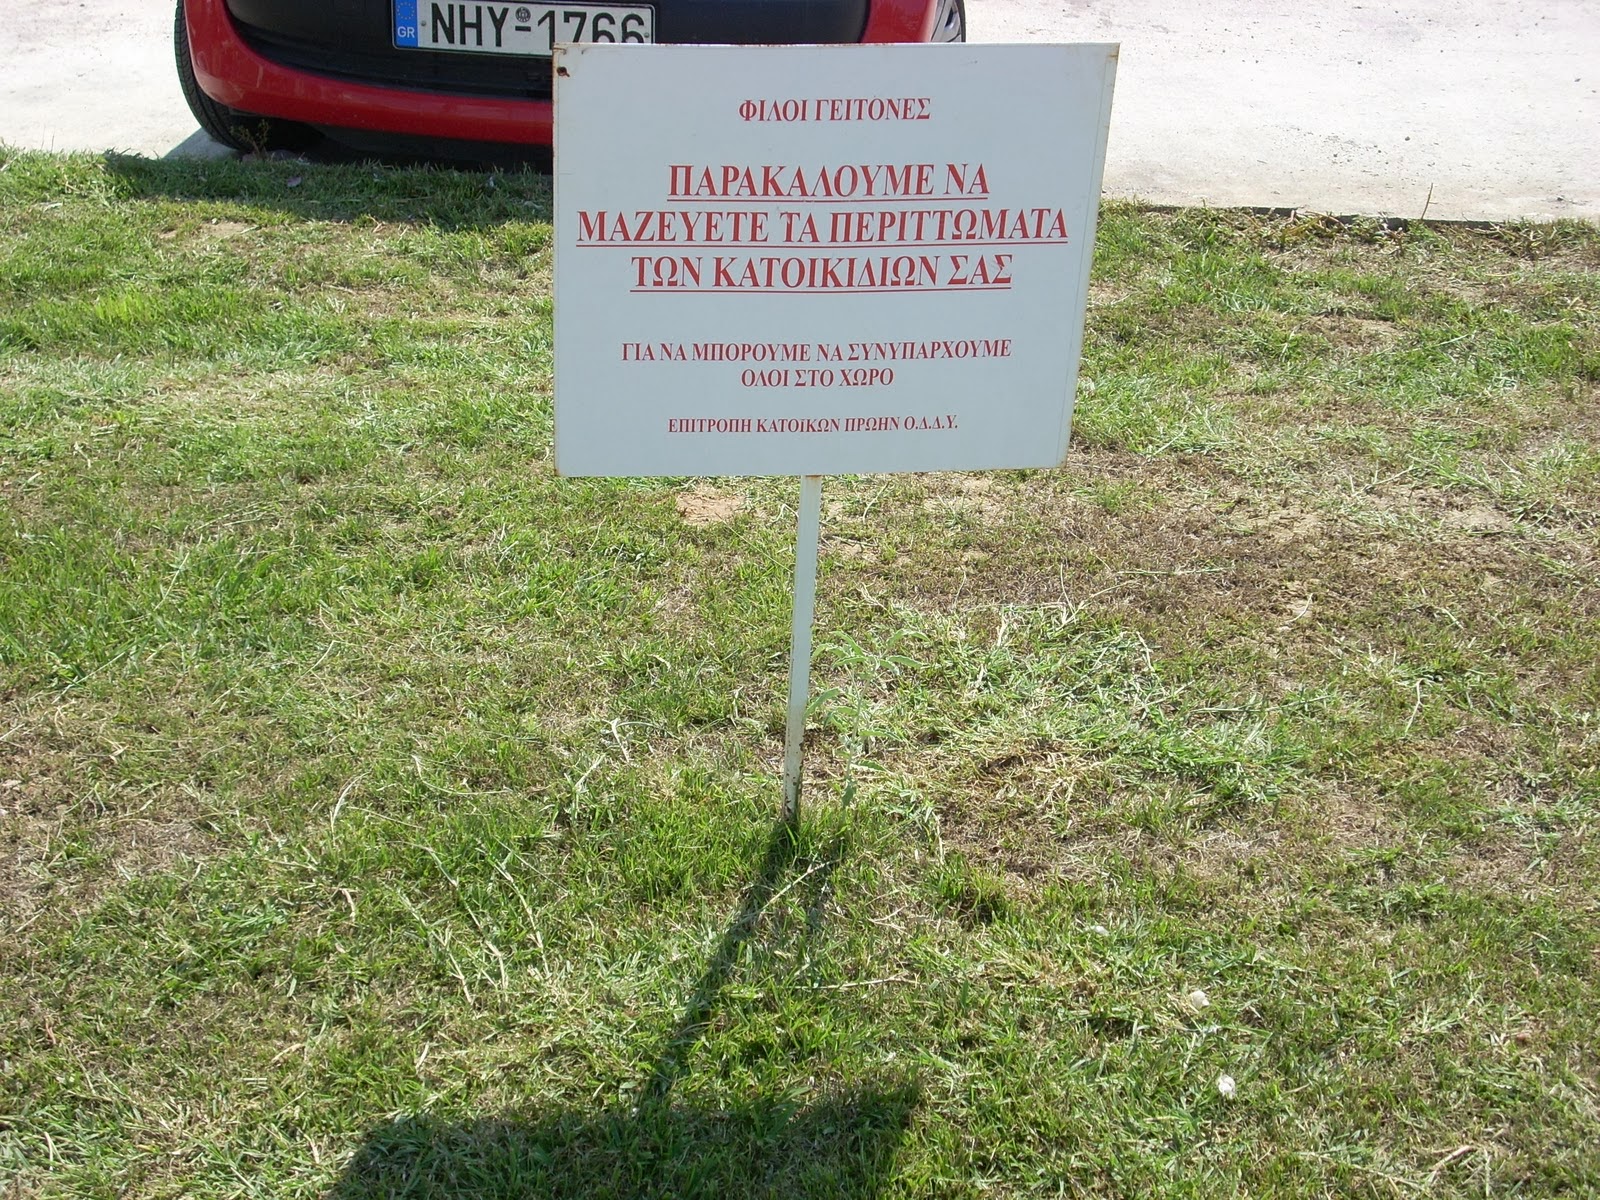 GR
NHY-1766
ΦΙΛΟΙ ΓΕΙΤΟΝΕΣ
ΠΑΡΑΚΑΛΟΥΜΕ ΝΑ
ΜΑΖΕΥΕΤΕ ΤΑ ΠΕΡΙΤΤΩΜΑΤΑ
ΤΩΝ ΚΑΤΟΙΚΙΔΙΩΝ ΣΑΣ
ΓΙΑ ΝΑ ΜΠΟΡΟΥΜΕ ΝΑ ΣΥΝΥΠΑΡΧΟΥΜΕ
ΟΛΟΙ ΣΤΟ ΧΩΡΟ
ΕΠΙΤΡΟΠΗ ΚΑΤΟΙΚΩΝ ΠΡΩΗΝ Ο.Δ.Δ.Υ.